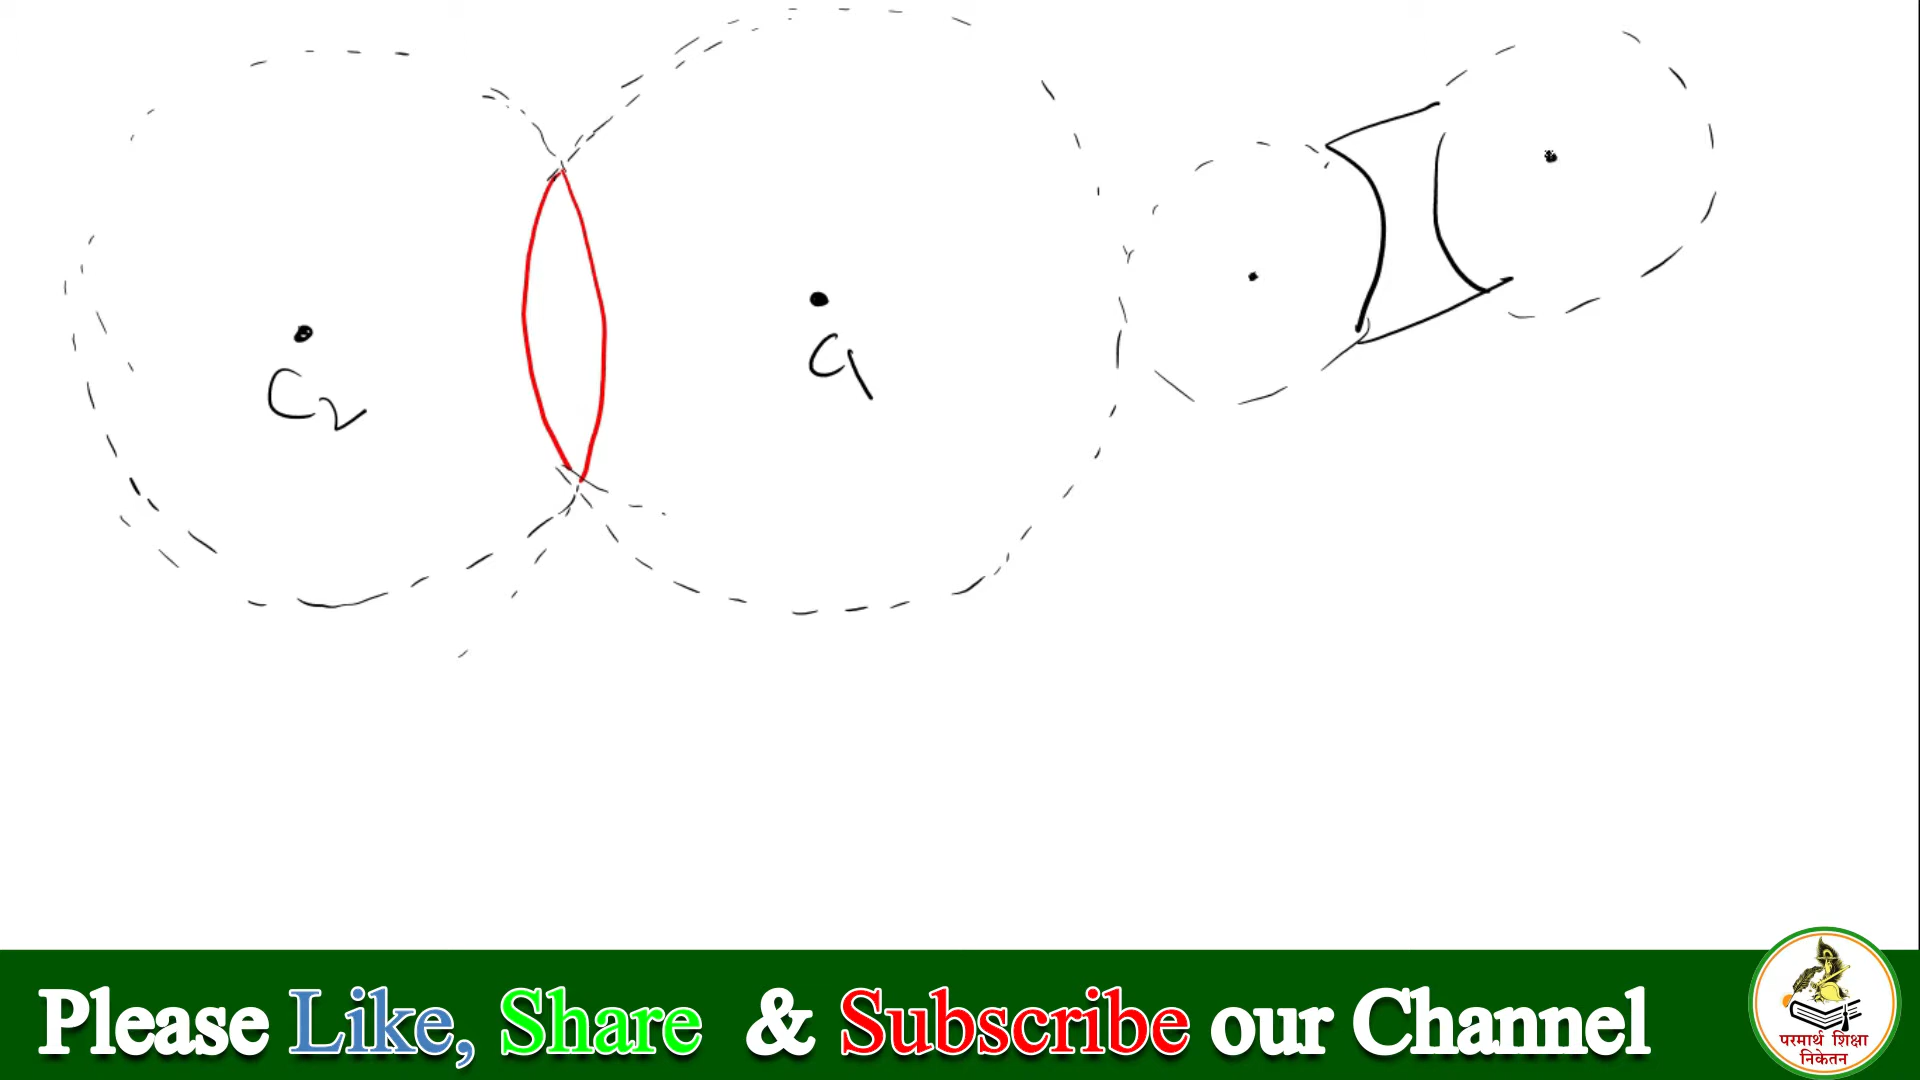 C₂
C₁
Please Like, Share & Subscribe our Channel
परमार्थ शिक्षा
निकेतन